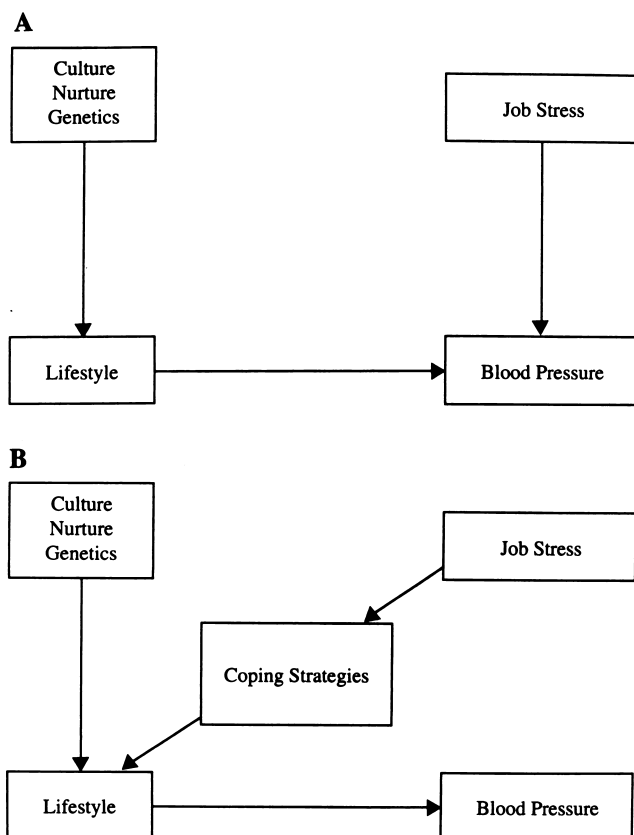 A
Culture
Nurture
Genetics
Job Stress
Lifestyle
Blood Pressure
B
Culture
Nurture
Genetics
Job Stress
Coping Strategies
Lifestyle
Blood Pressure